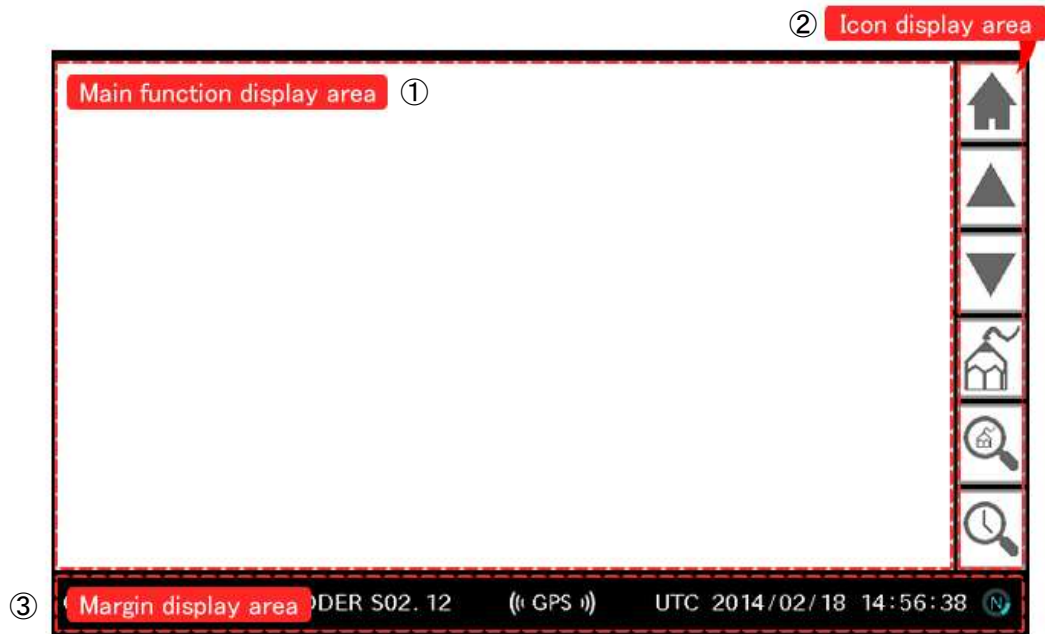 ② Icon display area
Main function display area ①
③ Margin display area DER S02. 12 GPS UTC 2014/02/18 14:56:38 N